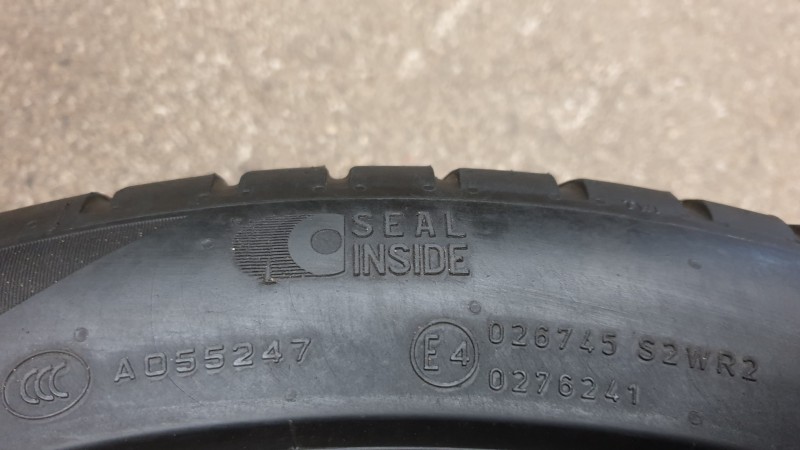 SEAL
INSIDE
CCC
A055247
E4
026745 S2WR2
0276241